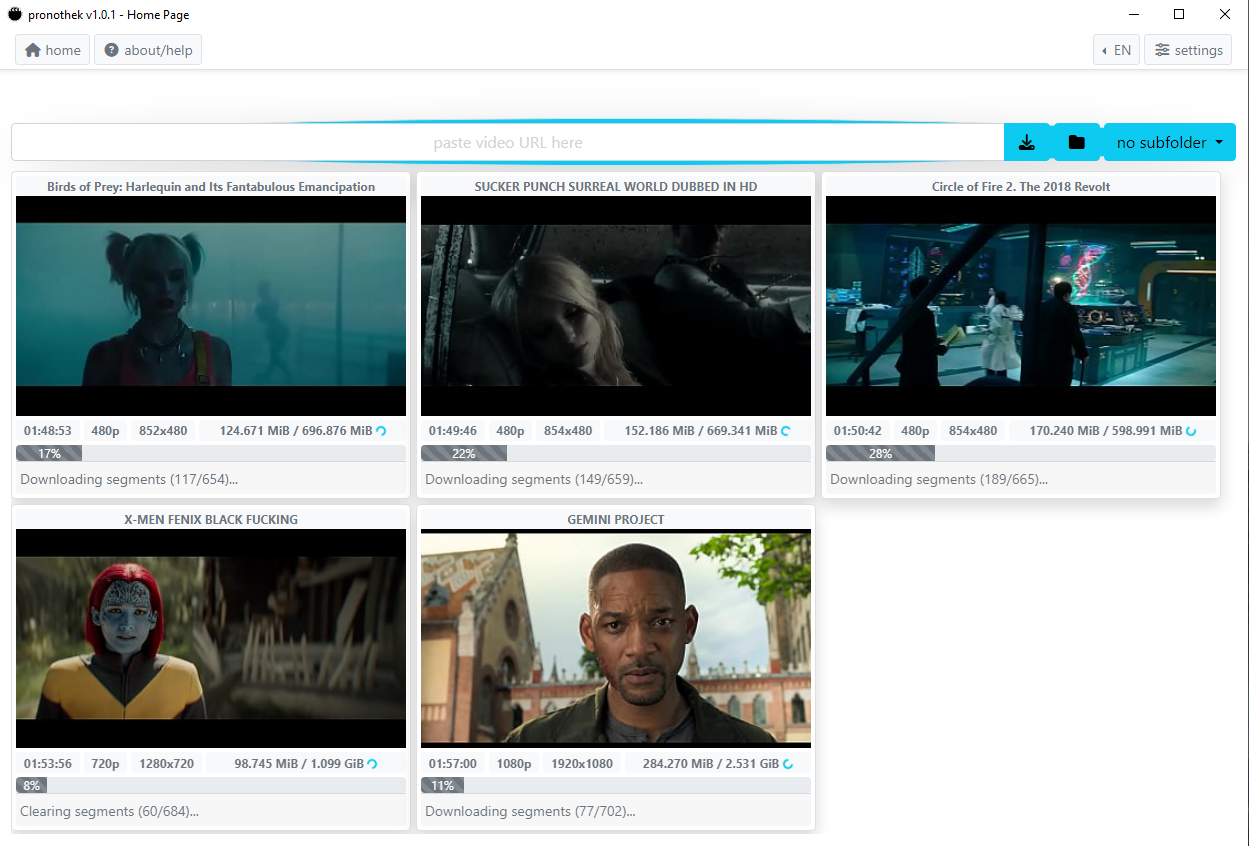 pronothek v1.0.1 - Home Page
home
about/help
EN
settings
paste video URL here
no subfolder
Birds of Prey: Harlequin and Its Fantabulous Emancipation
01:48:53 480p 852x480 124.671 MiB / 696.876 MiB
17%
Downloading segments (117/654)...
SUCKER PUNCH SURREAL WORLD DUBBED IN HD
01:49:46 480p 854x480 152.186 MiB / 669.341 MiB
22%
Downloading segments (149/659)...
Circle of Fire 2. The 2018 Revolt
01:50:42 480p 854x480 170.240 MiB / 598.991 MiB
28%
Downloading segments (189/665)...
X-MEN FENIX BLACK FUCKING
01:53:56 720p 1280x720 98.745 MiB / 1.099 GiB
8%
Clearing segments (60/684)...
GEMINI PROJECT
01:57:00 1080p 1920x1080 284.270 MiB / 2.531 GiB
11%
Downloading segments (77/702)...